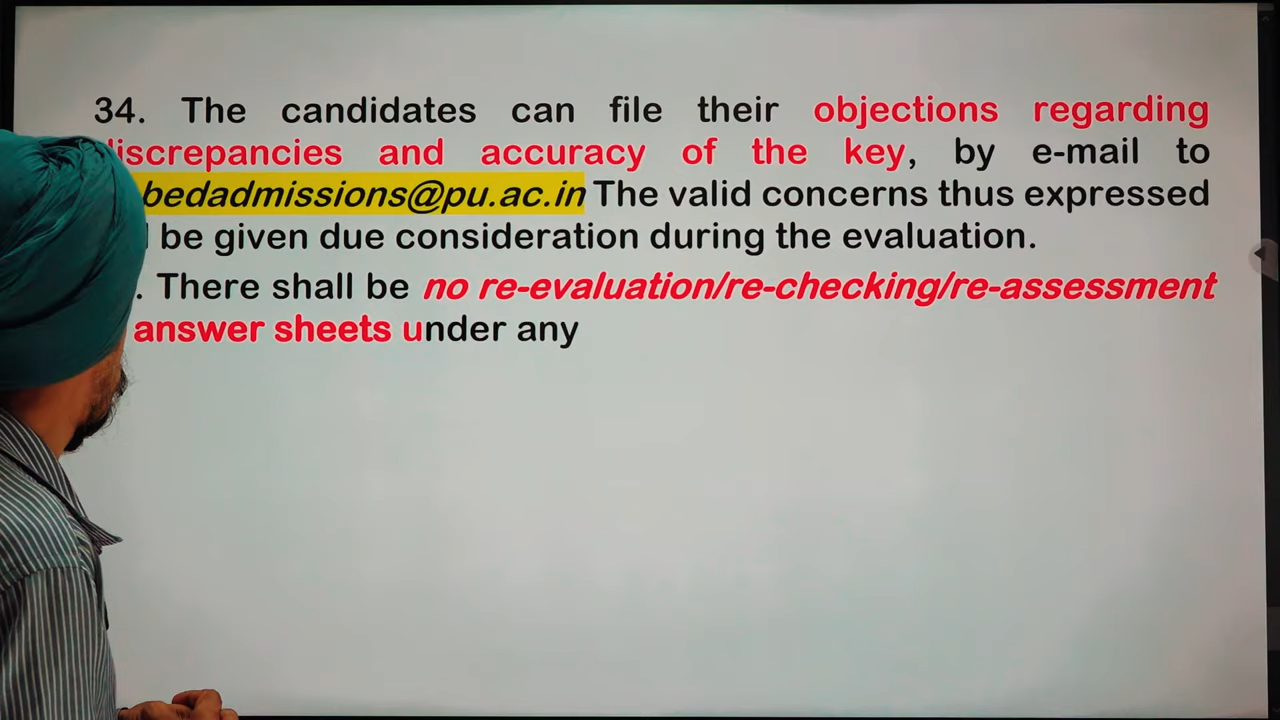 34. The candidates can file their objections regarding
discrepancies and accuracy of the key, by e-mail to
bedadmissions@pu.ac.in The valid concerns thus expressed
be given due consideration during the evaluation.
. There shall be no re-evaluation/re-checking/re-assessment
answer sheets under any